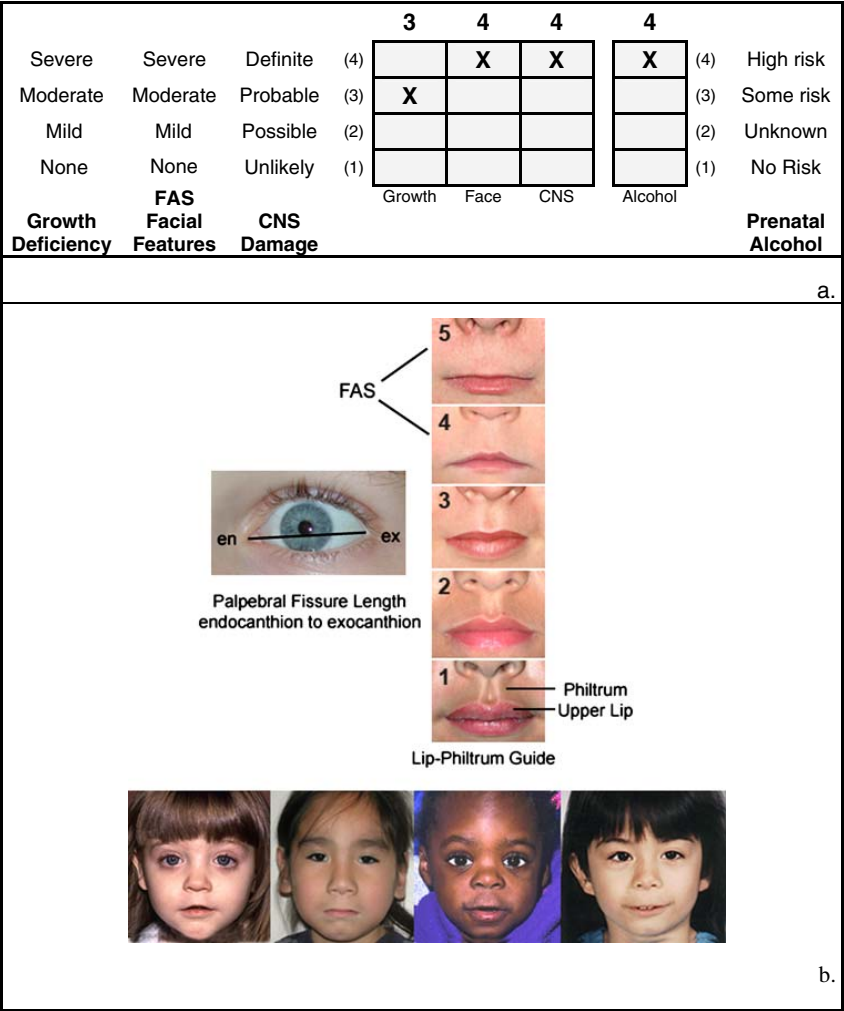 3 4 4 4
Severe Severe Definite (4) X X X (4) High risk
Moderate Moderate Probable (3) X (3) Some risk
Mild Mild Possible (2) (2) Unknown
None None Unlikely (1) (1) No Risk
Growth Face CNS Alcohol
Growth Deficiency
FAS Facial Features
CNS Damage
Prenatal Alcohol
a.
5
FAS
4
3
en ex
Palpebral Fissure Length
endocanthion to exocanthion
2
1
Philtrum
Upper Lip
Lip-Philtrum Guide
b.